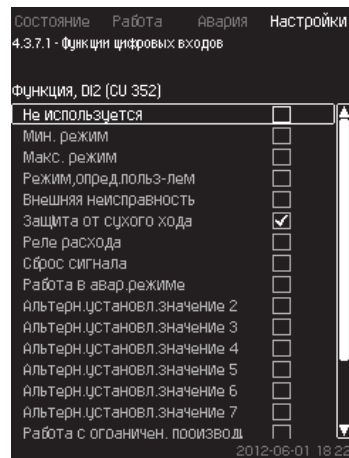 Состояние Работа Авария Настройки
4.3.7.1 - Функции цифровых входов
Функция, DI2 (CU 352)
Не используется
Мин. режим
Макс. режим
Режим,опред.польз-лем
Внешняя неисправность
Защита от сухого хода
Реле расхода
Сброс сигнала
Работа в авар.режиме
Альтерн.установл.значение 2
Альтерн.установл.значение 3
Альтерн.установл.значение 4
Альтерн.установл.значение 5
Альтерн.установл.значение 6
Альтерн.установл.значение 7
Работа с ограничен. производ
2012-06-01 18:22